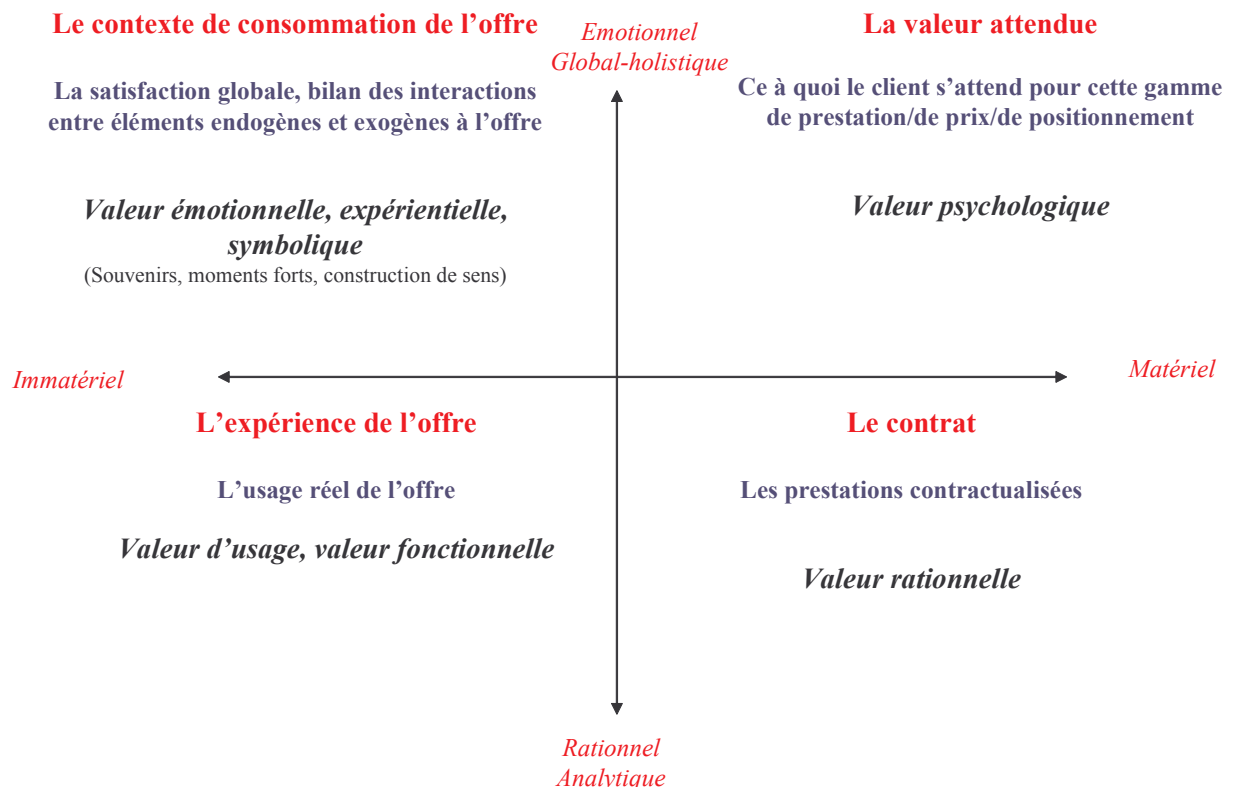 Le contexte de consommation de l’offre
Emotionnel
Global-holistique
La valeur attendue
La satisfaction globale, bilan des interactions
entre éléments endogènes et exogènes à l’offre
Ce à quoi le client s’attend pour cette gamme
de prestation/de prix/de positionnement
Valeur émotionnelle, expérientielle,
symbolique
(Souvenirs, moments forts, construction de sens)
Valeur psychologique
Immatériel
Matériel
L’expérience de l’offre
Le contrat
L’usage réel de l’offre
Les prestations contractualisées
Valeur d’usage, valeur fonctionnelle
Valeur rationnelle
Rationnel
Analytique